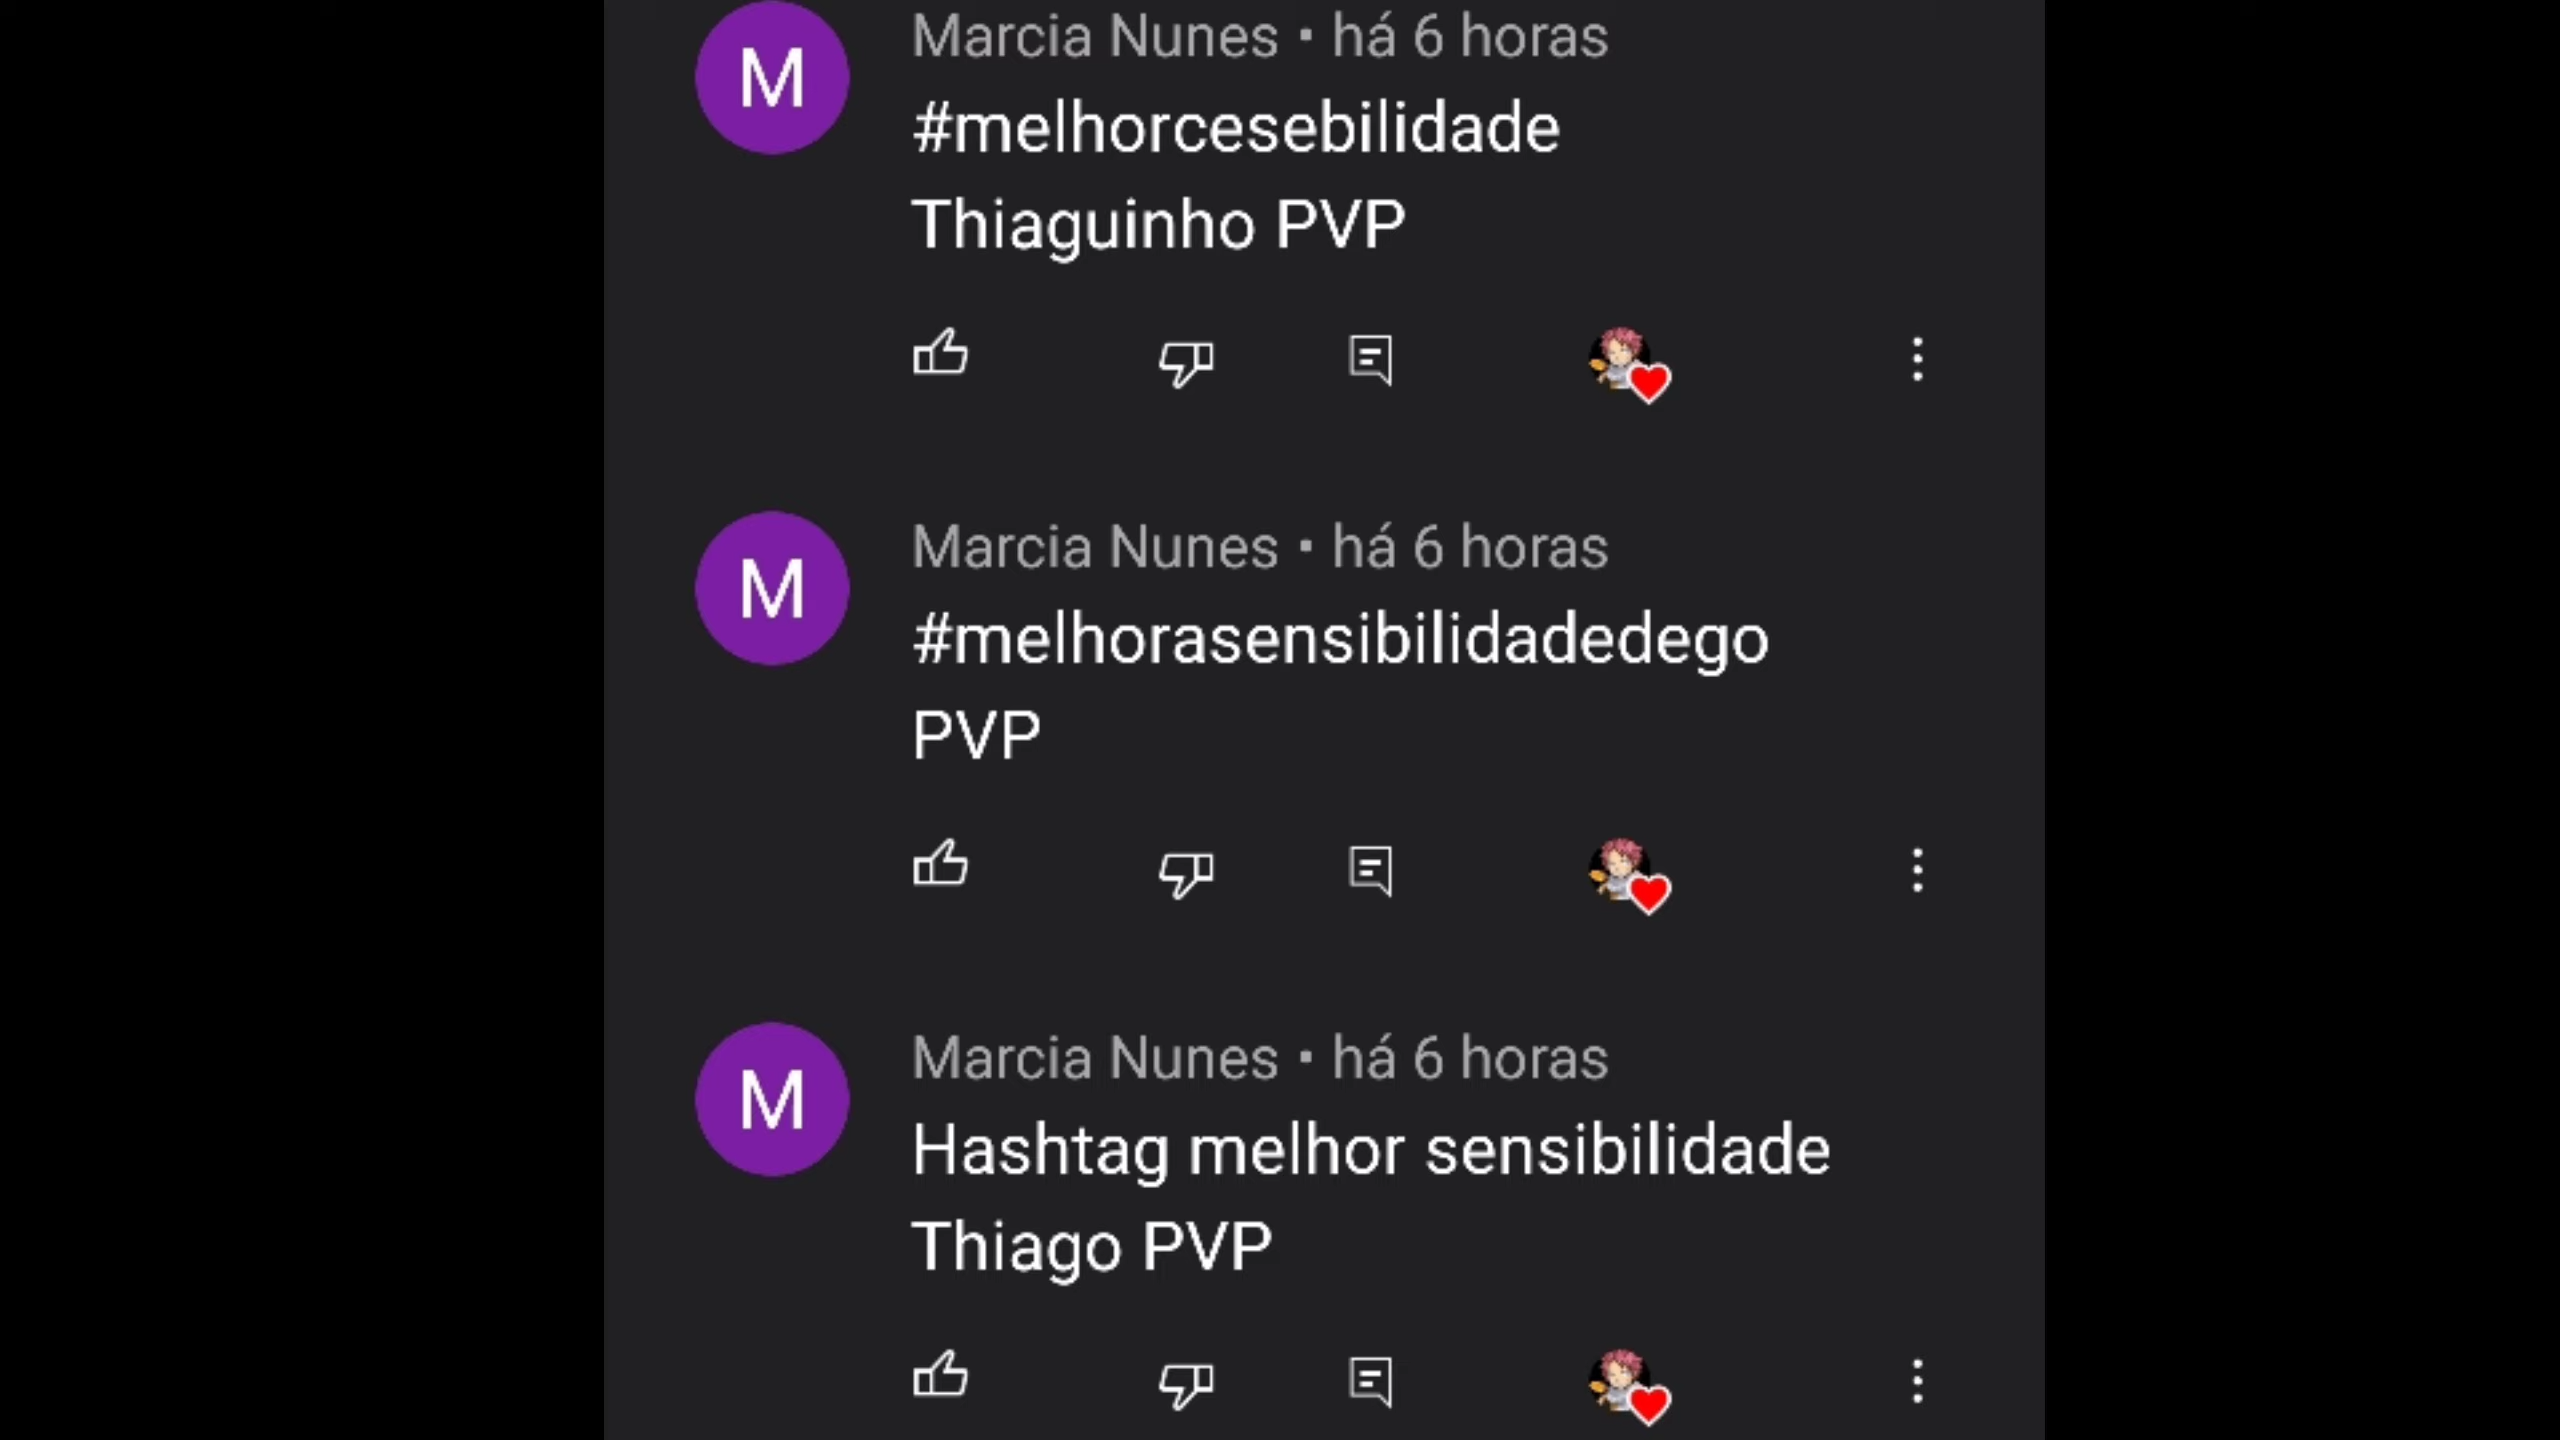 M
Marcia Nunes • há 6 horas
#melhorcesebilidade
Thiaguinho PVP
M
Marcia Nunes • há 6 horas
#melhorasensibilidadedego
PVP
M
Marcia Nunes • há 6 horas
Hashtag melhor sensibilidade
Thiago PVP